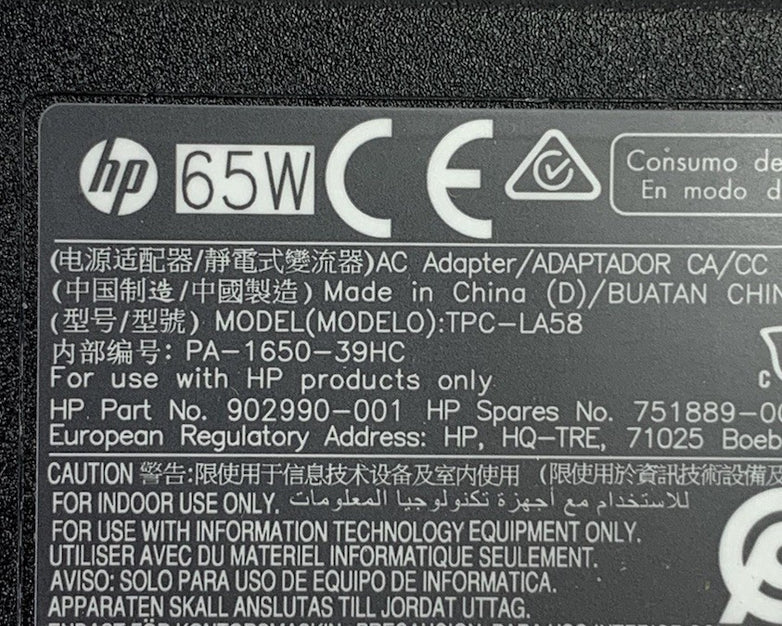 hp 65W CE Consumo de
En modo d
(电源适配器/靜電式變流器)AC Adapter/ADAPTADOR CA/CC
(中国制造/中國製造) Made in China (D)/BUATAN CHIN
(型号/型號) MODEL(MODELO):TPC-LA58
内部编号: PA-1650-39HC
For use with HP products only
HP Part No. 902990-001 HP Spares No. 751889-0
European Regulatory Address: HP, HQ-TRE, 71025 Boeb
CAUTION 警告:限使用于信息技术设备及室内使用 (限使用於資訊技術設備及
FOR INDOOR USE ONLY. للاستخدام مع أجهزة تكنولوجيا المعلومات
FOR USE WITH INFORMATION TECHNOLOGY EQUIPMENT ONLY.
UTILISER AVEC DU MATERIEL INFORMATIQUE SEULEMENT.
AVISO: SOLO PARA USO DE EQUIPO DE INFORMATICA.
APPARATEN SKALL ANSLUTAS TILL JORDAT UTTAG.